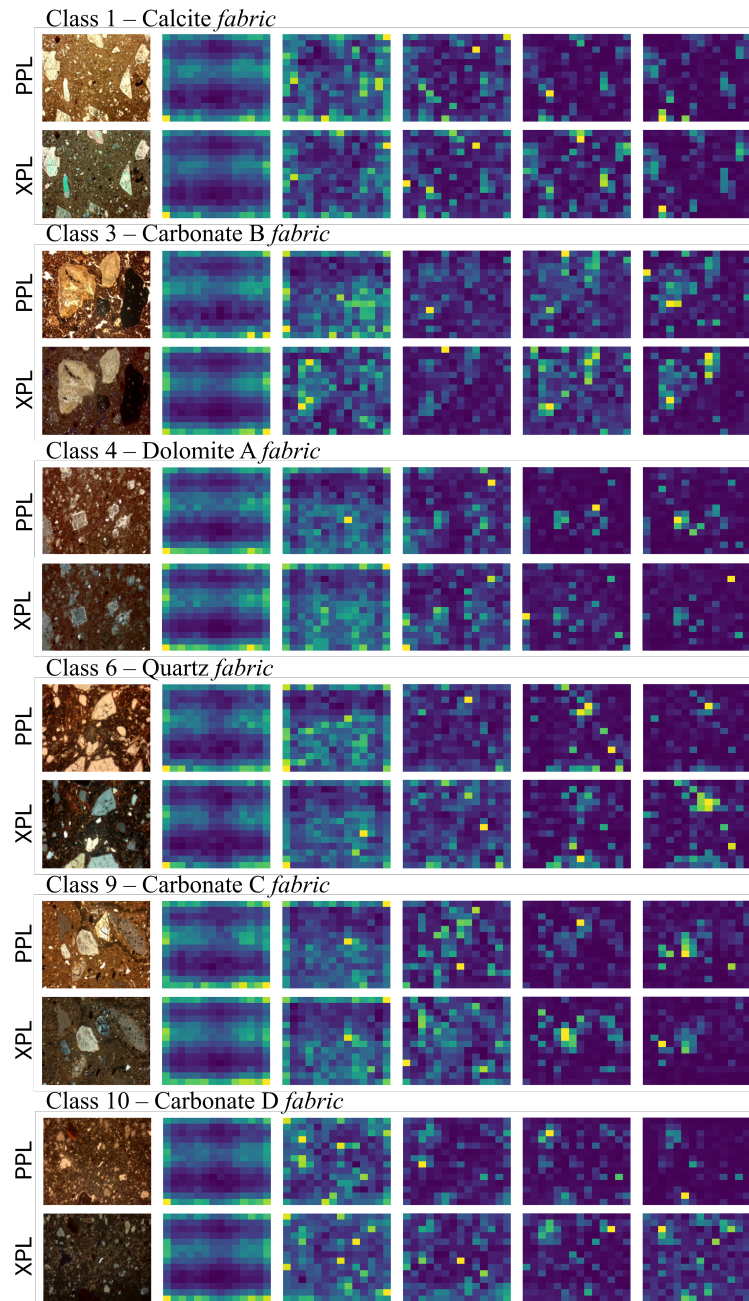 Class 1 – Calcite fabric
PPL
XPL
Class 3 – Carbonate B fabric
PPL
XPL
Class 4 – Dolomite A fabric
PPL
XPL
Class 6 – Quartz fabric
PPL
XPL
Class 9 – Carbonate C fabric
PPL
XPL
Class 10 – Carbonate D fabric
PPL
XPL